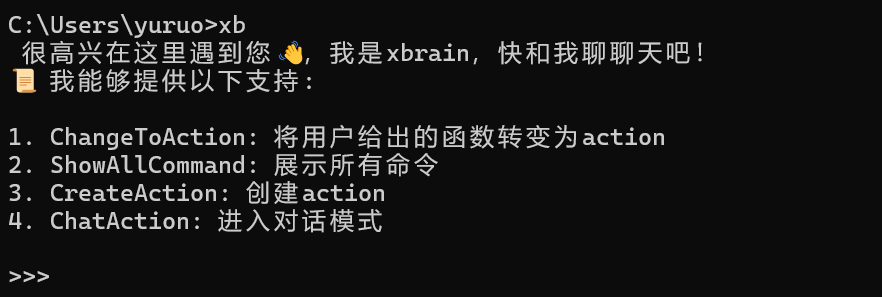 C:\Users\yuruo>xb
很高兴在这里遇到您👋, 我是xbrain, 快和我聊聊天吧!
📜 我能够提供以下支持:
1. ChangeToAction: 将用户给出的函数转变为action
2. ShowAllCommand: 展示所有命令
3. CreateAction: 创建action
4. ChatAction: 进入对话模式
>>>